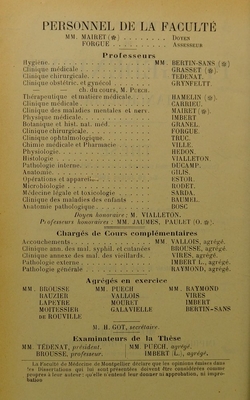 PERSONNEL DE LA FACULTÉ
MM. MAIRET (✻) . . . . . . Doyen
FORGUE . . . . . . Assesseur
Professeurs
Hygiène . . . . . . MM. BERTIN-SANS (✻)
Clinique médicale . . . . . . GRASSET (✻).
Clinique chirurgicale . . . . . . TÉDENAT.
Clinique obstétric. et gynécol . . . . . . GRYNFELTT.
— — ch. du cours, M. Puech.
Thérapeutique et matière médicale . . . . . . HAMELIN (✻).
Clinique médicale . . . . . . CARRIEU.
Clinique des maladies mentales et nerv. . . . . . . MAIRET (✻).
Physique médicale . . . . . . IMBERT
Botanique et hist. nat. méd. . . . . . . GRANEL.
Clinique chirurgicale . . . . . . FORGUE.
Clinique ophtalmologique . . . . . . TRUC.
Chimie médicale et Pharmacie . . . . . . VILLE.
Physiologie . . . . . . HEDON.
Histologie . . . . . . VIALLETON
Pathologie interne . . . . . . DUCAMP.
Anatomie . . . . . . GILIS.
Opérations et appareils . . . . . . ESTOR.
Microbiologie . . . . . . RODET.
Médecine légale et toxicologie . . . . . . SARDA.
Clinique des maladies des enfants . . . . . . BAUMEL.
Anatomie pathologique . . . . . . BOSC
Doyen honoraire : M. VIALLETON.
Professeurs honoraires : MM. JAUMES, PAULET (O. ✻).
Chargés de Cours complémentaires
Accouchements . . . . . . MM. VALLOIS, agrégé.
Clinique ann. des mal. syphil. et cutanées . . . . . . BROUSSE, agrégé.
Clinique annexe des mal. des vieillards . . . . . . VIRES, agrégé.
Pathologie externe . . . . . . IMBERT L., agrégé.
Pathologie générale . . . . . . RAYMOND, agrégé.
Agrégés en exercice
MM. BROUSSE MM. PUECH MM. RAYMOND
RAUZIER VALLOIS VIRES
LAPEYRE MOURET IMBERT
MOITESSIER GALAVIELLE BERTIN-SANS
de ROUVILLE
M. H. GOT, secrétaire.
Examinateurs de la Thèse
MM. TÉDENAT, président. MM. PUECH, agrégé.
BROUSSE, professeur. IMBERT (L.), agrégé.
La Faculté de Médecine de Montpellier déclare que les opinions émises dans
les Dissertations qui lui sont présentées doivent être considérées comme
propres à leur auteur ; qu'elle n'entend leur donner ni approbation, ni impro-
bation